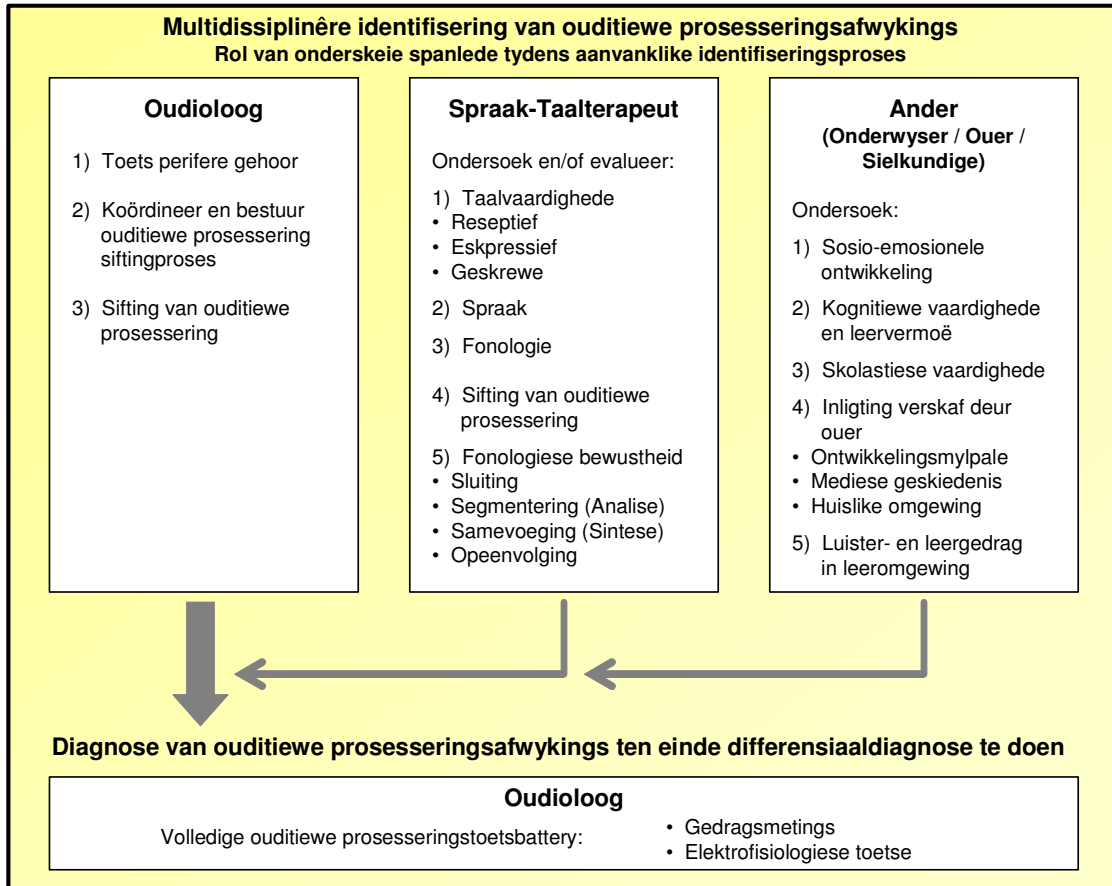 Multidissiplinêre identifisering van ouditiewe prosesseringsafwykings
Rol van onderskeie spanlede tydens aanvanklike identifiseringsproses
Oudioloog
1) Toets perifere gehoor
2) Koördineer en bestuur
ouditiewe prosessering
siftingproses
3) Sifting van ouditiewe
prosessering
Spraak-Taalterapeut
Ondersoek en/of evalueer:
1) Taalvaardighede
• Reseptief
• Eskpressief
• Geskrewe
2) Spraak
3) Fonologie
4) Sifting van ouditiewe
prosessering
5) Fonologiese bewustheid
• Sluiting
• Segmentering (Analise)
• Samevoeging (Sintese)
• Opeenvolging
Ander
(Onderwyser / Ouer /
Sielkundige)
Ondersoek:
1) Sosio-emosionele
ontwikkeling
2) Kognitiewe vaardighede
en leervermoë
3) Skolastiese vaardighede
4) Inligting verskaf deur
ouer
• Ontwikkelingsmylpale
• Mediese geskiedenis
• Huislike omgewing
5) Luister- en leergedrag
in leeromgewing
Diagnose van ouditiewe prosesseringsafwykings ten einde differensiaaldiagnose te doen
Oudioloog
Volledige ouditiewe prosesseringstoetsbattery:
• Gedragsmetings
• Elektrofisiologiese toetse